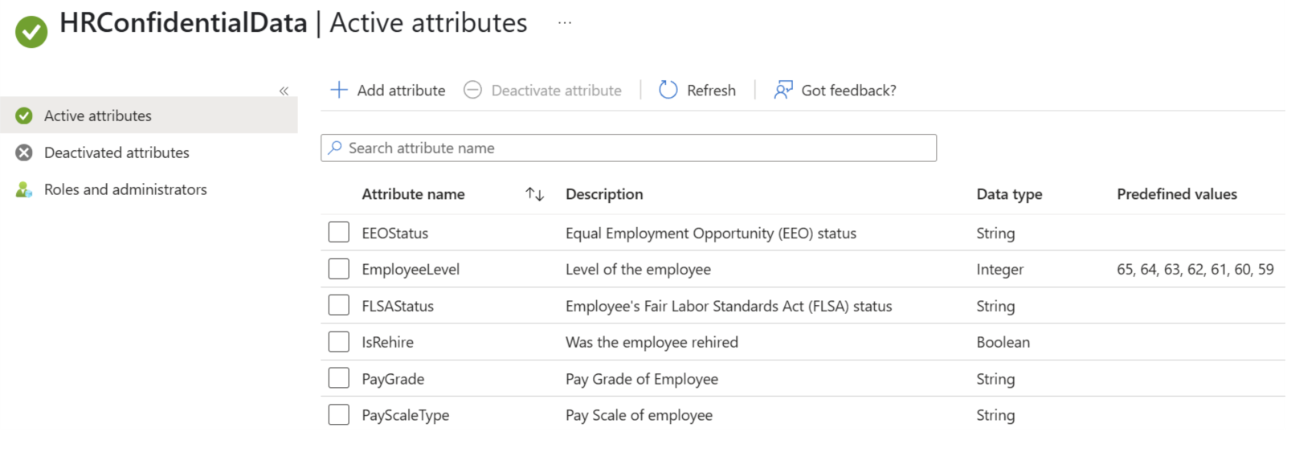 HRConfidentialData | Active attributes ...
«
Active attributes
Deactivated attributes
Roles and administrators
Add attribute Deactivate attribute Refresh Got feedback?
Search attribute name
Attribute name ↑↓ Description Data type Predefined values
EEOStatus Equal Employment Opportunity (EEO) status String
EmployeeLevel Level of the employee Integer 65, 64, 63, 62, 61, 60, 59
FLSAStatus Employee's Fair Labor Standards Act (FLSA) status String
IsRehire Was the employee rehired Boolean
PayGrade Pay Grade of Employee String
PayScaleType Pay Scale of employee String